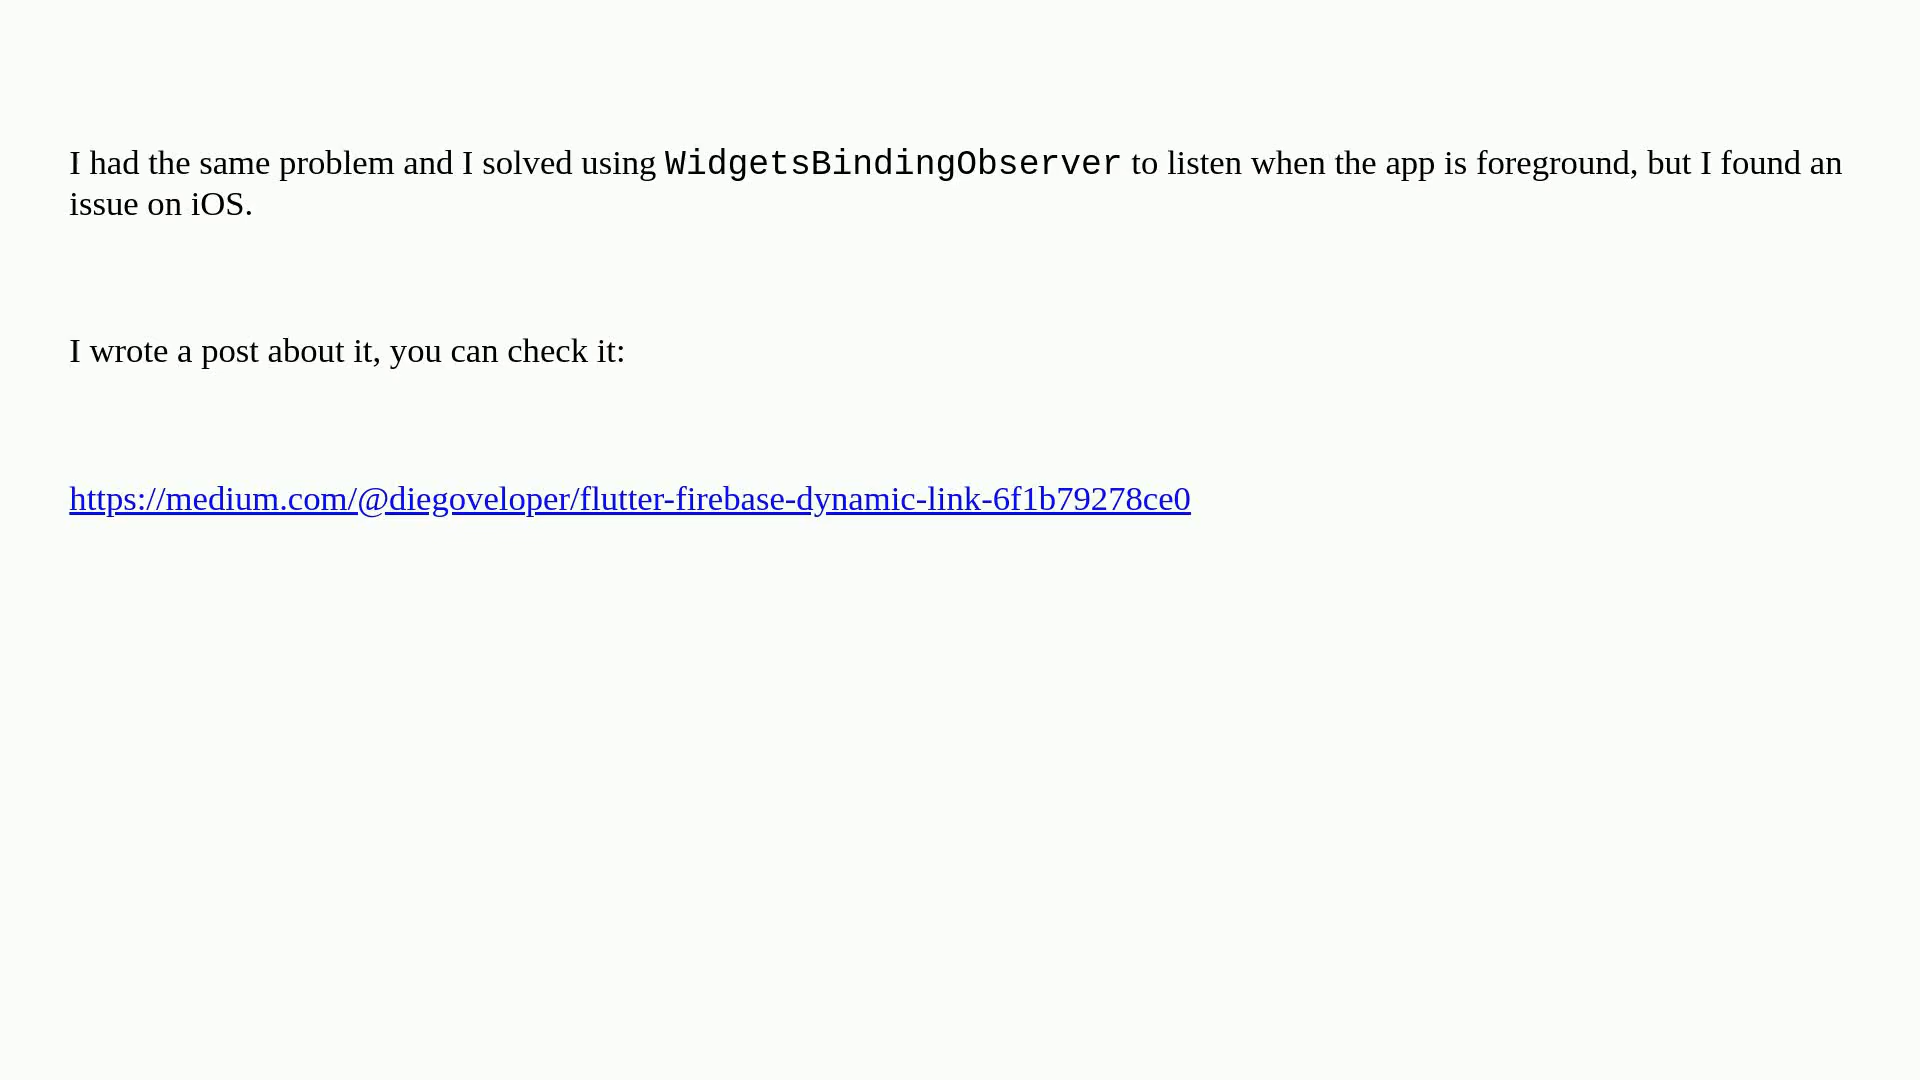 I had the same problem and I solved using WidgetsBindingObserver to listen when the app is foreground, but I found an
issue on iOS.
I wrote a post about it, you can check it:
https://medium.com/@diegoveloper/flutter-firebase-dynamic-link-6f1b79278ce0